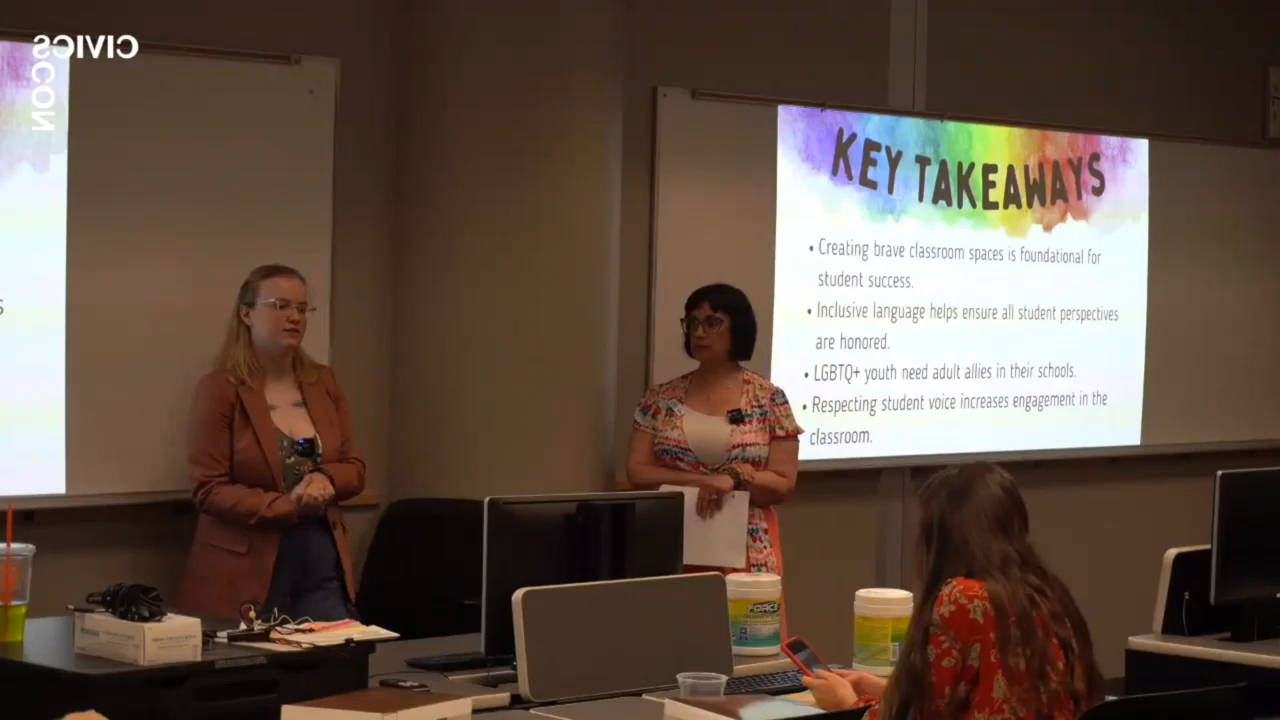 CIVICS
CON
KEY TAKEAWAYS
• Creating brave classroom spaces is foundational for
student success.
• Inclusive language helps ensure all student perspectives
are honored.
• LGBTQ+ youth need adult allies in their schools.
• Respecting student voice increases engagement in the
classroom.
S
FORCE